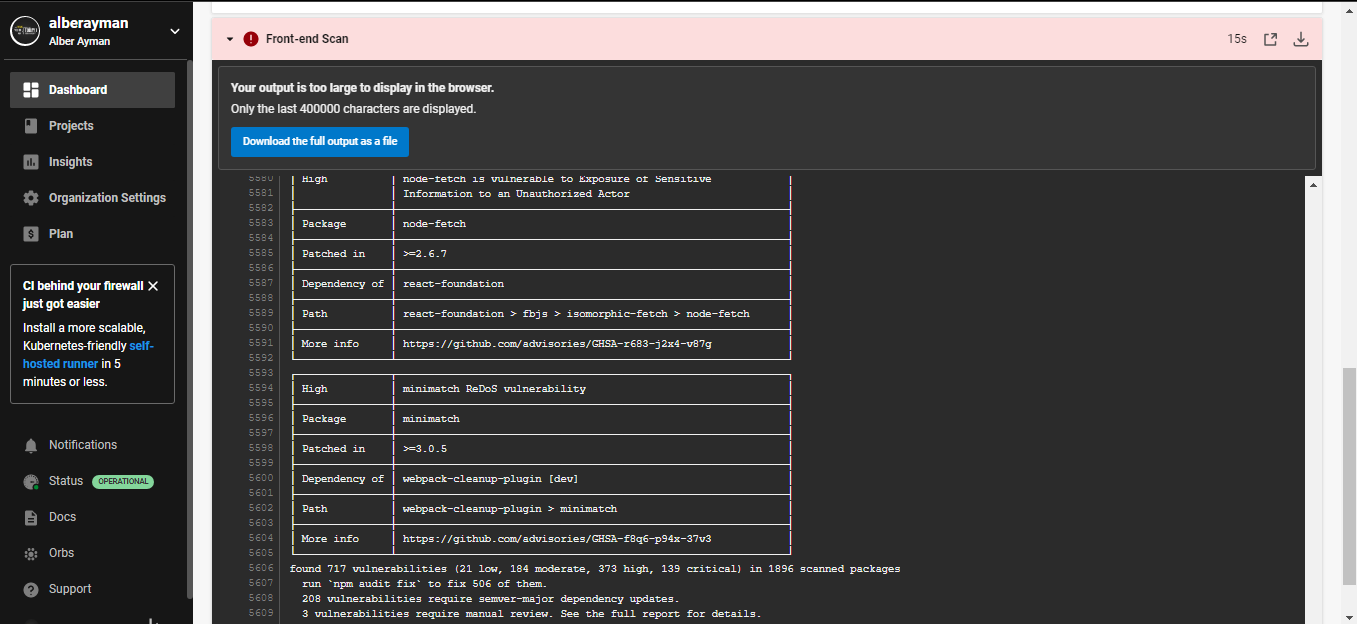 alberayman
Alber Ayman
Dashboard
Projects
Insights
Organization Settings
$ Plan
CI behind your firewall
just got easier
Install a more scalable,
Kubernetes-friendly self-
hosted runner in 5
minutes or less.
Notifications
Status OPERATIONAL
Docs
Orbs
? Support
! Front-end Scan 15s
Your output is too large to display in the browser.
Only the last 400000 characters are displayed.
Download the full output as a file
5580 High node-fetch is vulnerable to Exposure of Sensitive
5581 Information to an Unauthorized Actor
5582
5583 Package node-fetch
5584
5585 Patched in >=2.6.7
5586
5587 Dependency of react-foundation
5588
5589 Path react-foundation > fbjs > isomorphic-fetch > node-fetch
5590
5591 More info https://github.com/advisories/GHSA-r683-j2x4-v87g
5592
5593
5594 High minimatch ReDoS vulnerability
5595
5596 Package minimatch
5597
5598 Patched in >=3.0.5
5599
5600 Dependency of webpack-cleanup-plugin [dev]
5601
5602 Path webpack-cleanup-plugin > minimatch
5603
5604 More info https://github.com/advisories/GHSA-f8q6-p94x-37v3
5605
5606 found 717 vulnerabilities (21 low, 184 moderate, 373 high, 139 critical) in 1896 scanned packages
5607 run `npm audit fix` to fix 506 of them.
5608 208 vulnerabilities require semver-major dependency updates.
5609 3 vulnerabilities require manual review. See the full report for details.